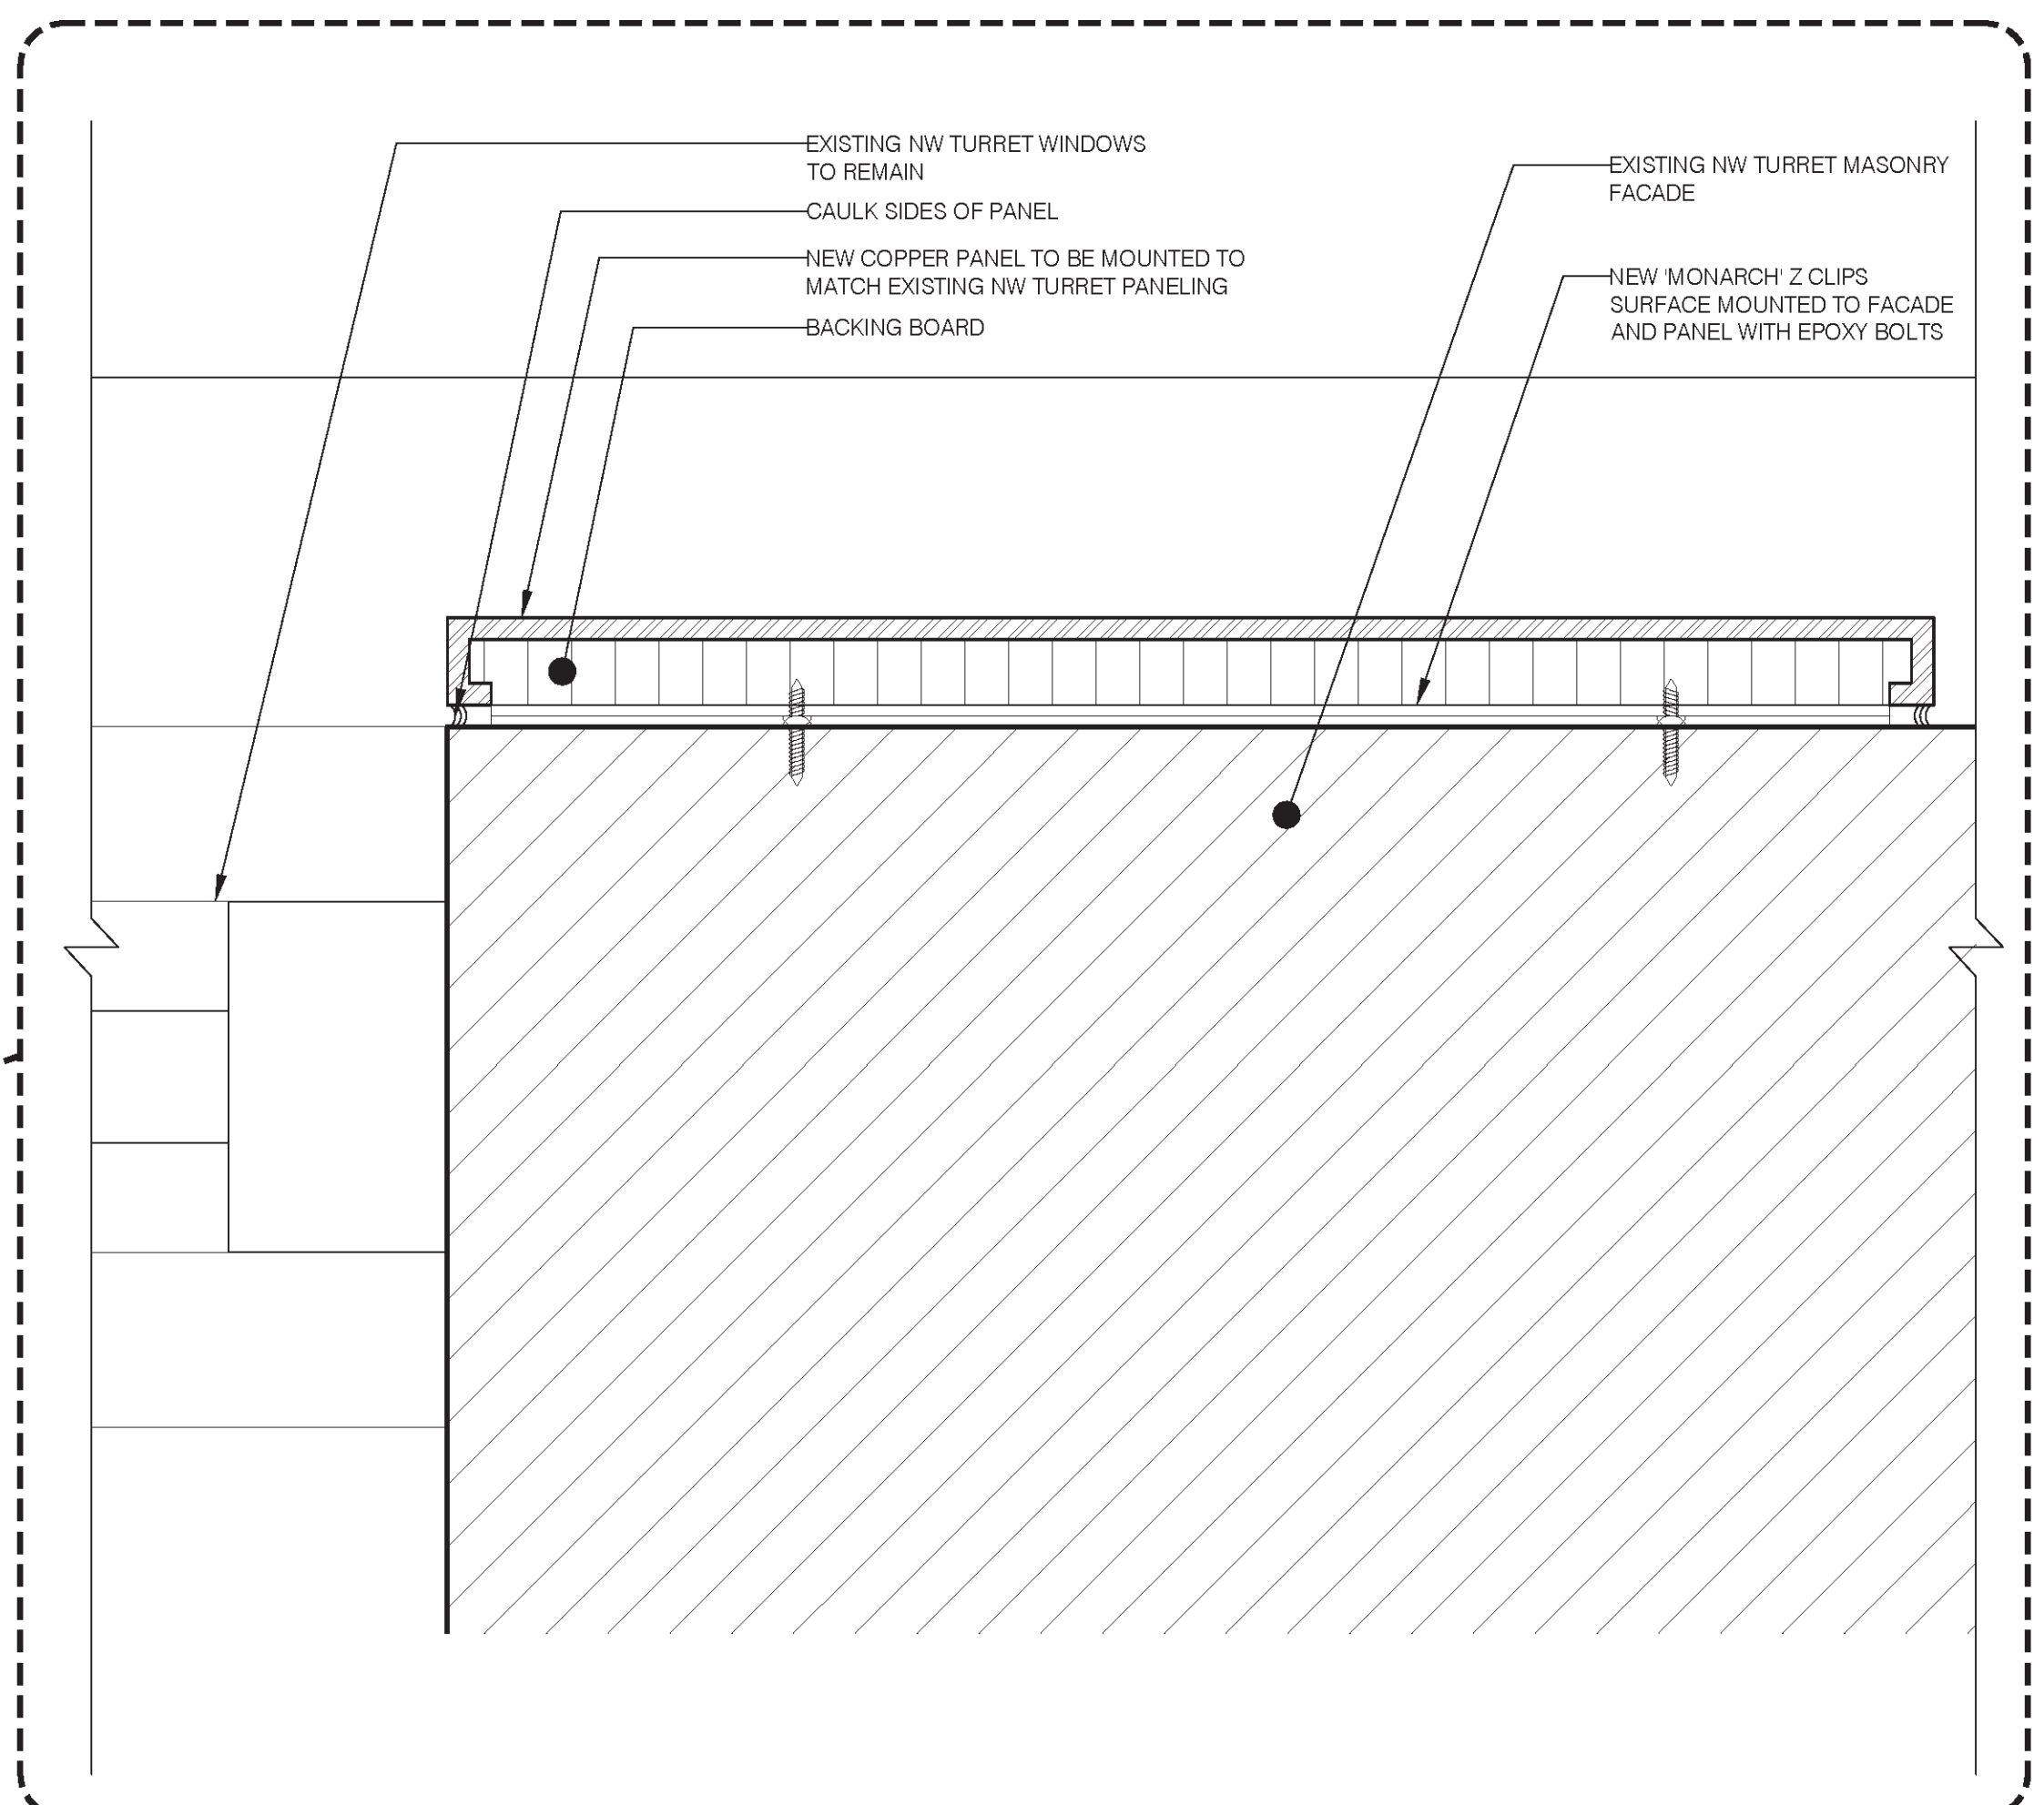 EXISTING NW TURRET WINDOWS
TO REMAIN
CAULK SIDES OF PANEL
NEW COPPER PANEL TO BE MOUNTED TO
MATCH EXISTING NW TURRET PANELING
BACKING BOARD
EXISTING NW TURRET MASONRY
FACADE
NEW 'MONARCH' Z CLIPS
SURFACE MOUNTED TO FACADE
AND PANEL WITH EPOXY BOLTS